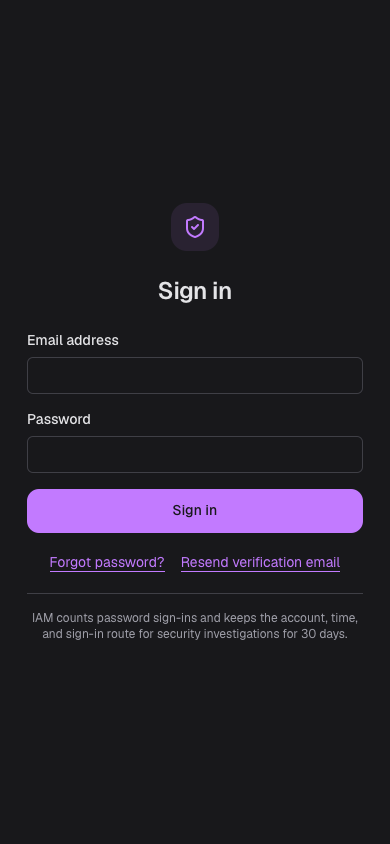 Sign in
Email address
Password
Sign in
Forgot password? Resend verification email
IAM counts password sign-ins and keeps the account, time,
and sign-in route for security investigations for 30 days.